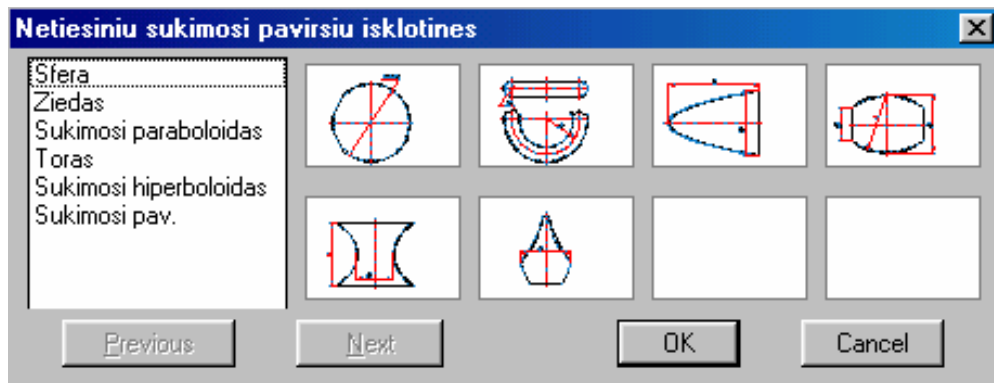 Netiesiniu sukimosi pavirsiu isklotines
Sfera
Ziedas
Sukimosi paraboloidas
Toras
Sukimosi hiperboloidas
Sukimosi pav.
Previous
Next
OK
Cancel